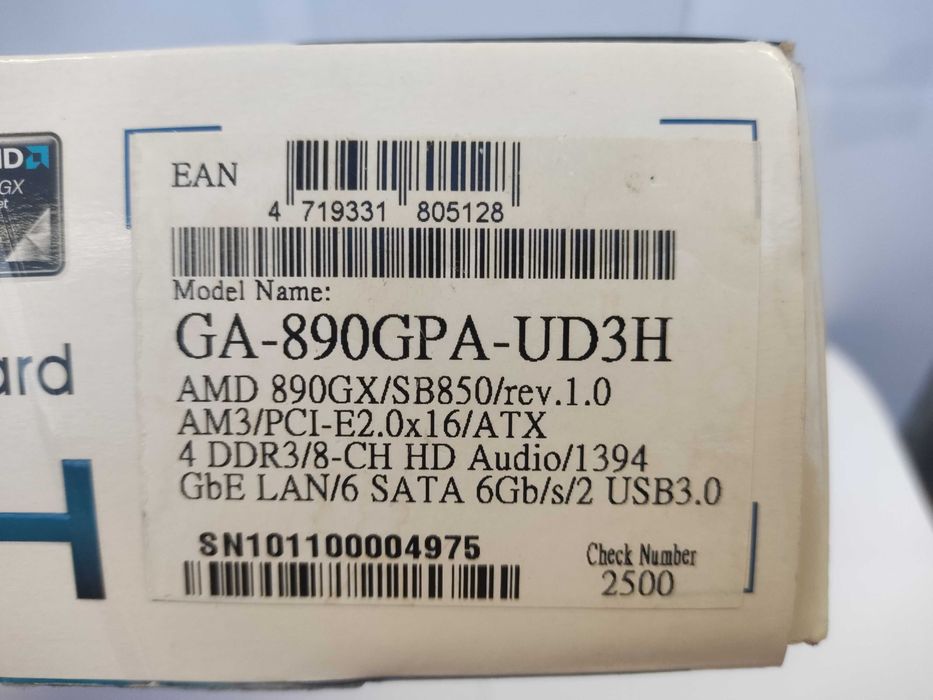 EAN
4 719331 805128
Model Name:
GA-890GPA-UD3H
AMD 890GX/SB850/rev.1.0
AM3/PCI-E2.0x16/ATX
4 DDR3/8-CH HD Audio/1394
GbE LAN/6 SATA 6Gb/s/2 USB3.0
SN101100004975
Check Number
2500